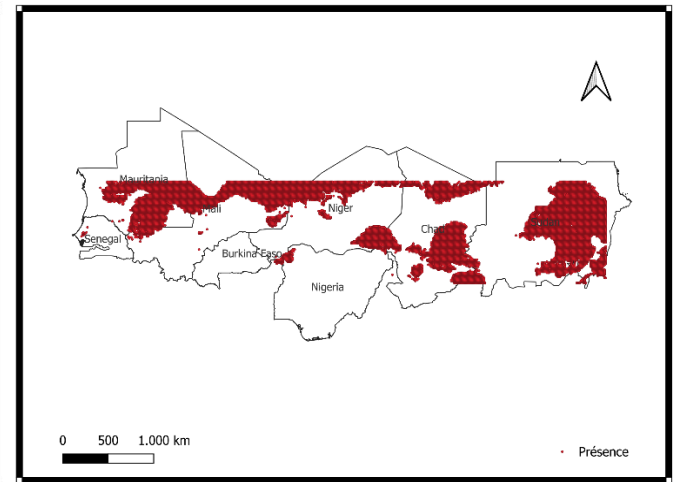 Mauritania
Mali
Niger
Senegal
Chad
Burkina Faso
Nigeria
0 500 1.000 km
Présence